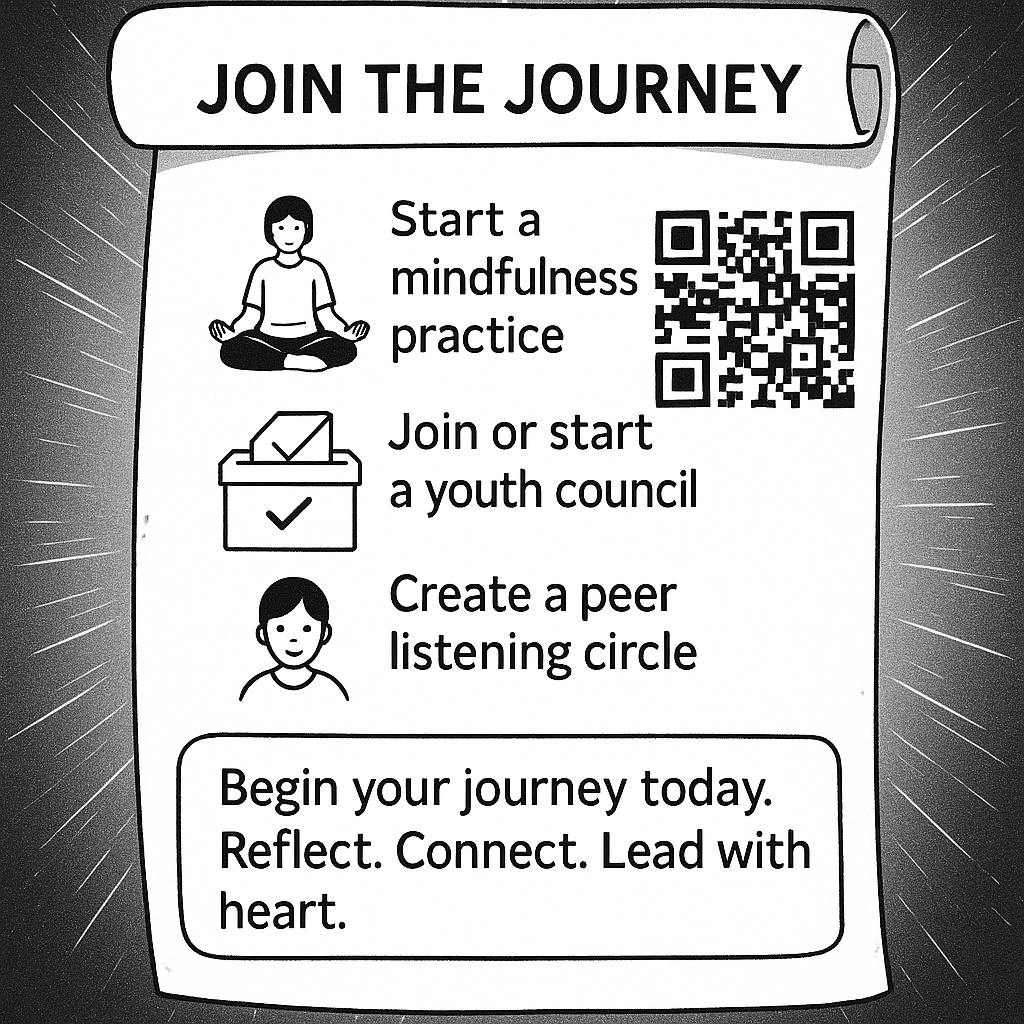 JOIN THE JOURNEY
Start a
mindfulness
practice
Join or start
a youth council
Create a peer
listening circle
Begin your journey today.
Reflect. Connect. Lead with
heart.